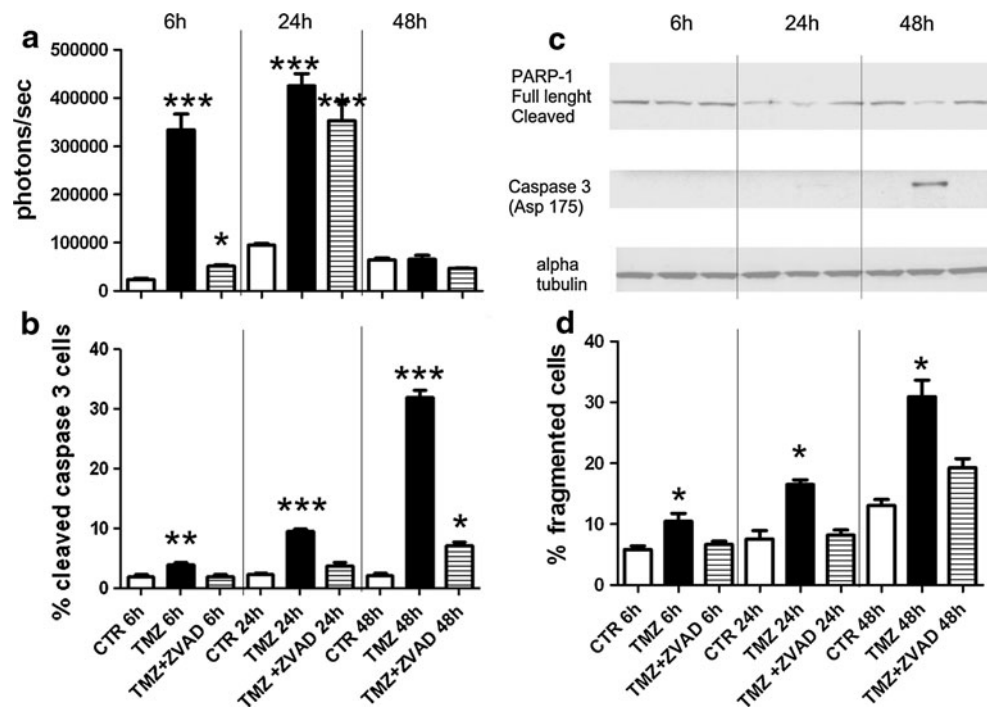 a
6h
24h
48h
500000
400000
300000
200000
100000
0
photons/sec
***
*
***
***
b
40
30
20
10
0
% cleaved caspase 3 cells
**
***
***
*
CTR 6h
TMZ 6h
TMZ+ZVAD 6h
CTR 24h
TMZ 24h
TMZ +ZVAD 24h
CTR 48h
TMZ 48h
TMZ+ZVAD 48h
c
6h
24h
48h
PARP-1
Full lenght
Cleaved
Caspase 3
(Asp 175)
alpha
tubulin
d
40
30
20
10
0
% fragmented cells
*
*
*
CTR 6h
TMZ 6h
TMZ+ZVAD 6h
CTR 24h
TMZ 24h
TMZ +ZVAD 24h
CTR 48h
TMZ 48h
TMZ+ZVAD 48h